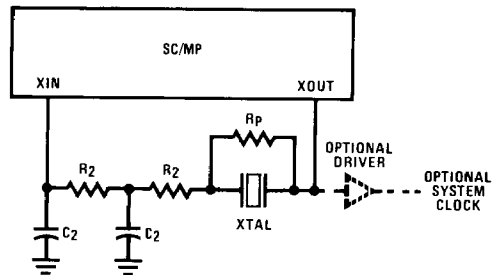 SC/MP
XIN
XOUT
RP
R2
R2
OPTIONAL
DRIVER
OPTIONAL
SYSTEM
CLOCK
XTAL
C2
C2